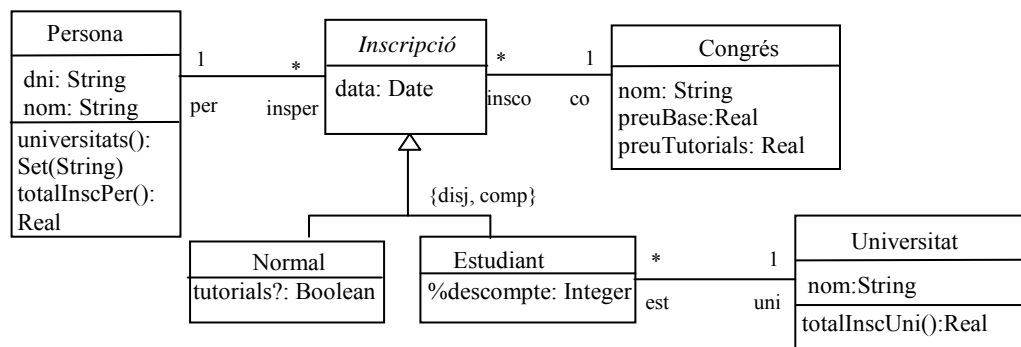 Persona
dni: String
nom: String
universitats():
Set(String)
totalInscPer():
Real
1
per
*
insper
Inscripció
data: Date
*
insco
1
co
Congrés
nom: String
preuBase:Real
preuTutorials: Real
{disj, comp}
Normal
tutorials?: Boolean
Estudiant
%descompte: Integer
*
est
1
uni
Universitat
nom:String
totalInscUni():Real